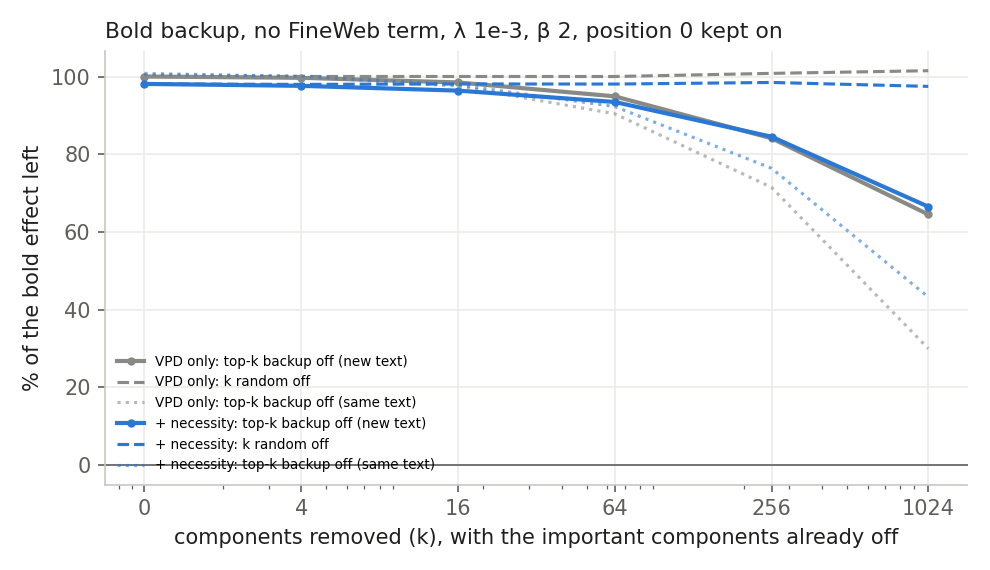 Bold backup, no FineWeb term, λ 1e-3, β 2, position 0 kept on
% of the bold effect left
100
80
60
40
20
0
VPD only: top-k backup off (new text)
VPD only: k random off
VPD only: top-k backup off (same text)
+ necessity: top-k backup off (new text)
+ necessity: k random off
+ necessity: top-k backup off (same text)
0 4 16 64 256 1024
components removed (k), with the important components already off